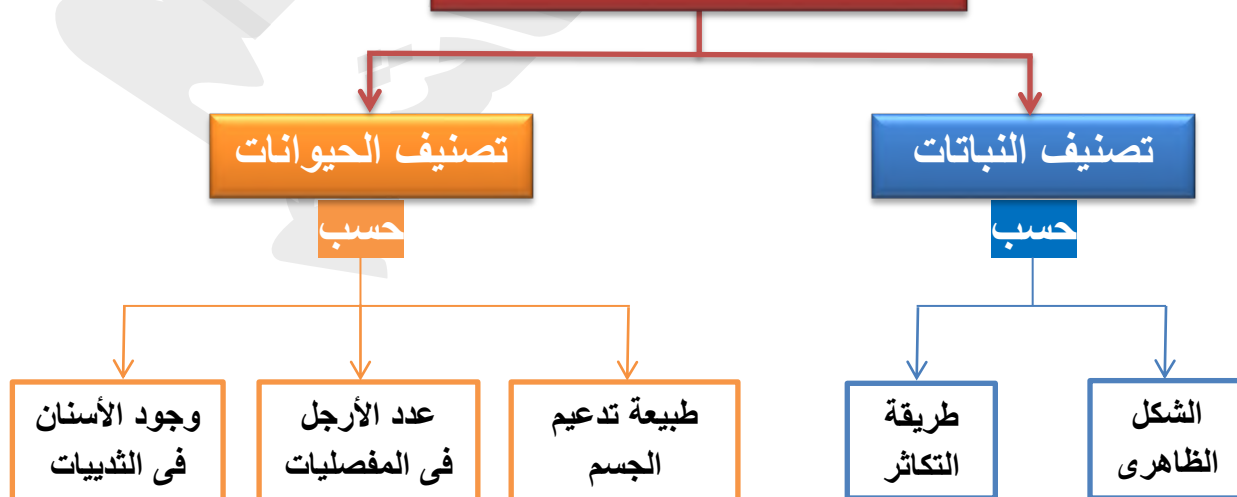 تصنيف النباتات
تصنيف الحيوانات
حسب
حسب
الشكل
الظاهرى
طريقة
التكاثر
طبيعة تدعيم
الجسم
عدد الأرجل
فى المفصليات
وجود الأسنان
فى الثدييات